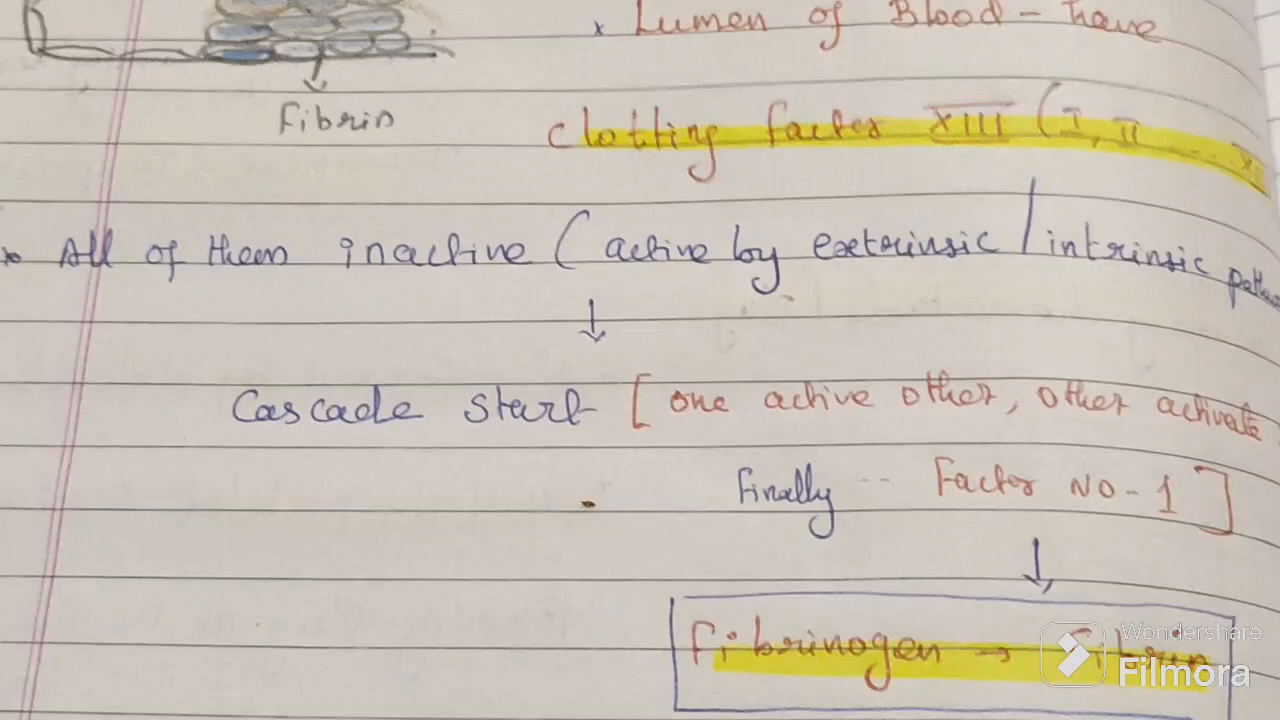 x Lumen of Blood - have
Fibrin
clotting factor XIII (I, II ....
All of them inactive ( active by extrinsic / intrinsic
↓
Cascade start [ one active other, other activate
finally -- Factor NO-1 ]
↓
fibrinogen → fibrin
Wondershare
Filmora